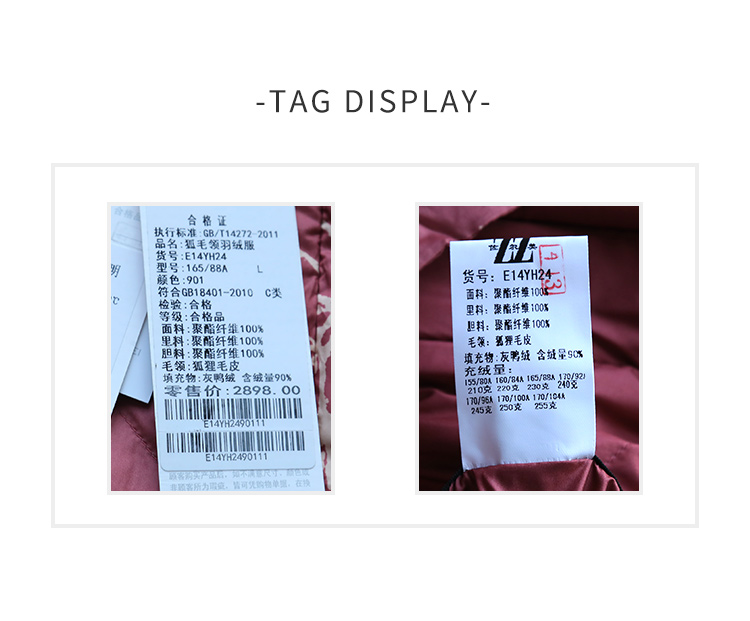 -TAG DISPLAY-
合格证
执行标准:GB/T14272-2011
品名:狐毛领羽绒服
货号:E14YH24
型号:165/88A L
颜色:901
符合GB18401-2010 C类
检验:合格
等级:合格品
面料:聚酯纤维100%
里料:聚酯纤维100%
胆料:聚酯纤维100%
毛领:狐狸毛皮
填充物:灰鸭绒 含绒量90%
零售价:2898.00
E14YH2490111
E14YH2490111
货号:E14YH24
面料:聚酯纤维100%
里料:聚酯纤维100%
胆料:聚酯纤维100%
毛领:狐狸毛皮
填充物:灰鸭绒 含绒量90%
充绒量:
155/80A 160/84A 165/88A 170/92A
210克 220克 230克 240克
170/96A 170/100A 170/104A
245克 250克 255克